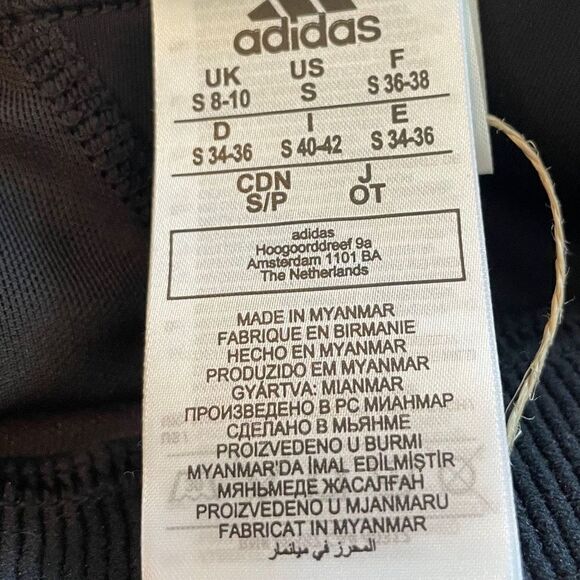 adidas
UK US F
S 8-10 S S 36-38
D I E
S 34-36 S 40-42 S 34-36
CDN J
S/P OT
adidas
Hoogoorddreef 9a
Amsterdam 1101 BA
The Netherlands
MADE IN MYANMAR
FABRIQUE EN BIRMANIE
HECHO EN MYANMAR
PRODUZIDO EM MYANMAR
GYÁRTVA: MIANMAR
ПРОИЗВЕДЕНО В РС МИАНМАР
СДЕЛАНО В МЬЯНМЕ
PROIZVEDENO U BURMI
MYANMAR'DA İMAL EDİLMİŞTİR
МЯНЬМЕДЕ ЖАСАЛҒАН
PROIZVEDENO U MJANMARU
FABRICAT IN MYANMAR
المحرز في ميانمار